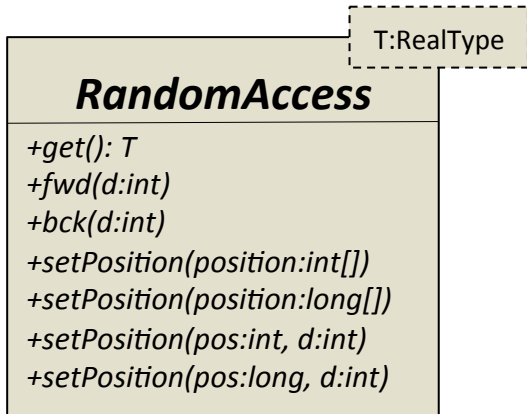 T:RealType
RandomAccess
+get(): T
+fwd(d:int)
+bck(d:int)
+setPosition(position:int[])
+setPosition(position:long[])
+setPosition(pos:int, d:int)
+setPosition(pos:long, d:int)